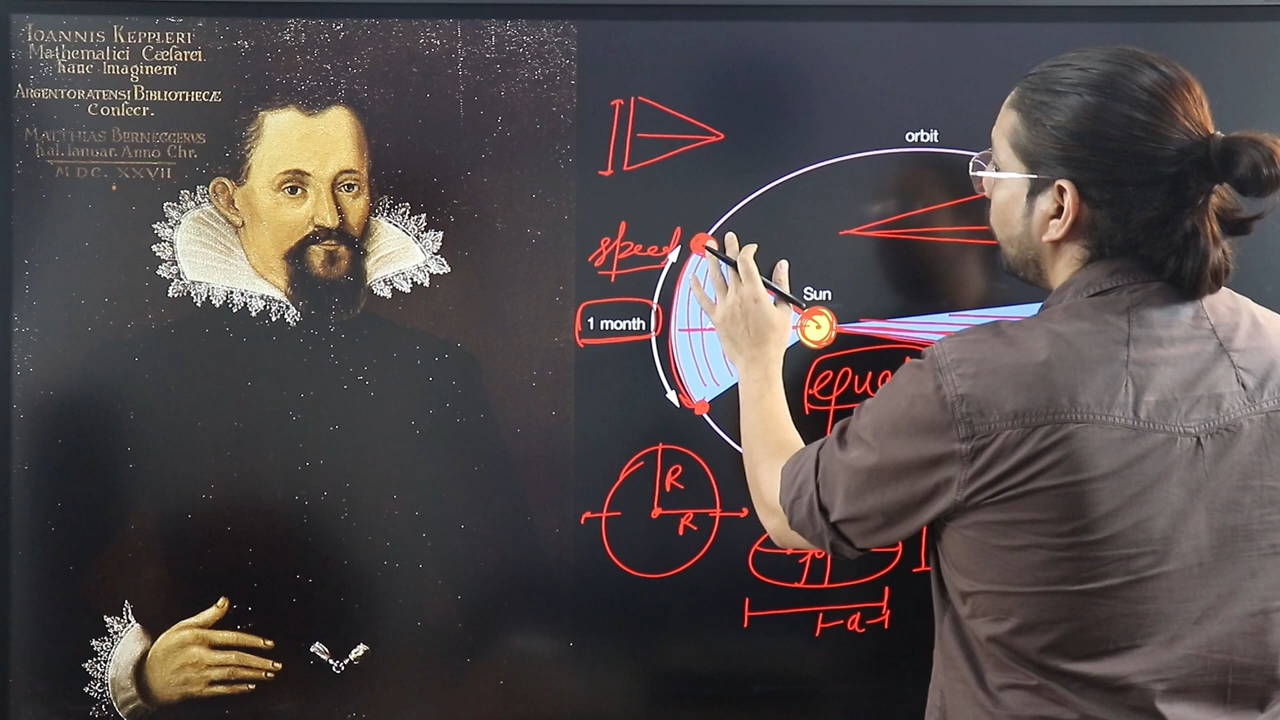 IOANNIS KEPPLERI
Mathematici Cæsarei
hanc Imaginem
ARGENTORATENSI BIBLIOTHECÆ
Consecr.
MATTHIAS BERNEGGERUS
kal. Ianuar. Anno Chr.
M DC. XXVII
orbit
speed
Sun
1 month
R
R
a